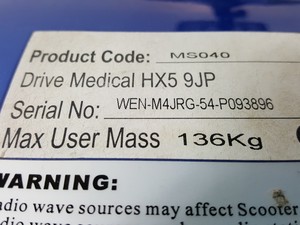 Product Code: MS040
Drive Medical HX5 9JP
Serial No: WEN-M4JRG-54-P093896
Max User Mass 136Kg
WARNING:
adio wave sources may affect Scooter